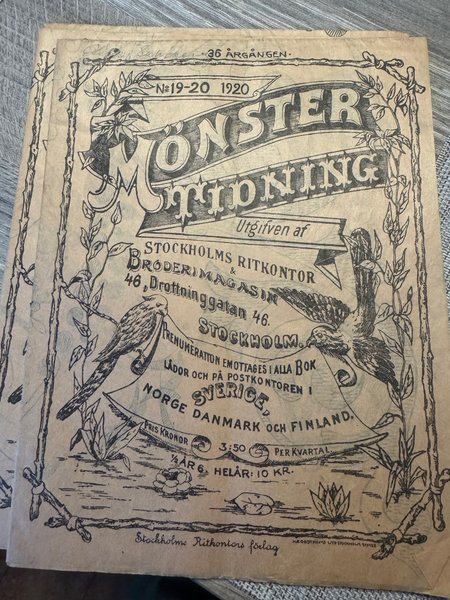 36 ÅRGÅNGEN.
No 19-20 1920
MÖNSTER
TIDNING
Utgifven af
STOCKHOLMS RITKONTOR
&
BRODERIMAGASIN
46, Drottninggatan 46.
STOCKHOLM.
PRENUMERATION EMOTTAGES I ALLA BOK
LÅDOR OCH PÅ POSTKONTOREN I
SVERIGE,
NORGE DANMARK OCH FINLAND.
PRIS KRONOR 3:50 PER KVARTAL
½ ÅR 6, HELÅR: 10 KR.
Stockholms Ritkontors förlag